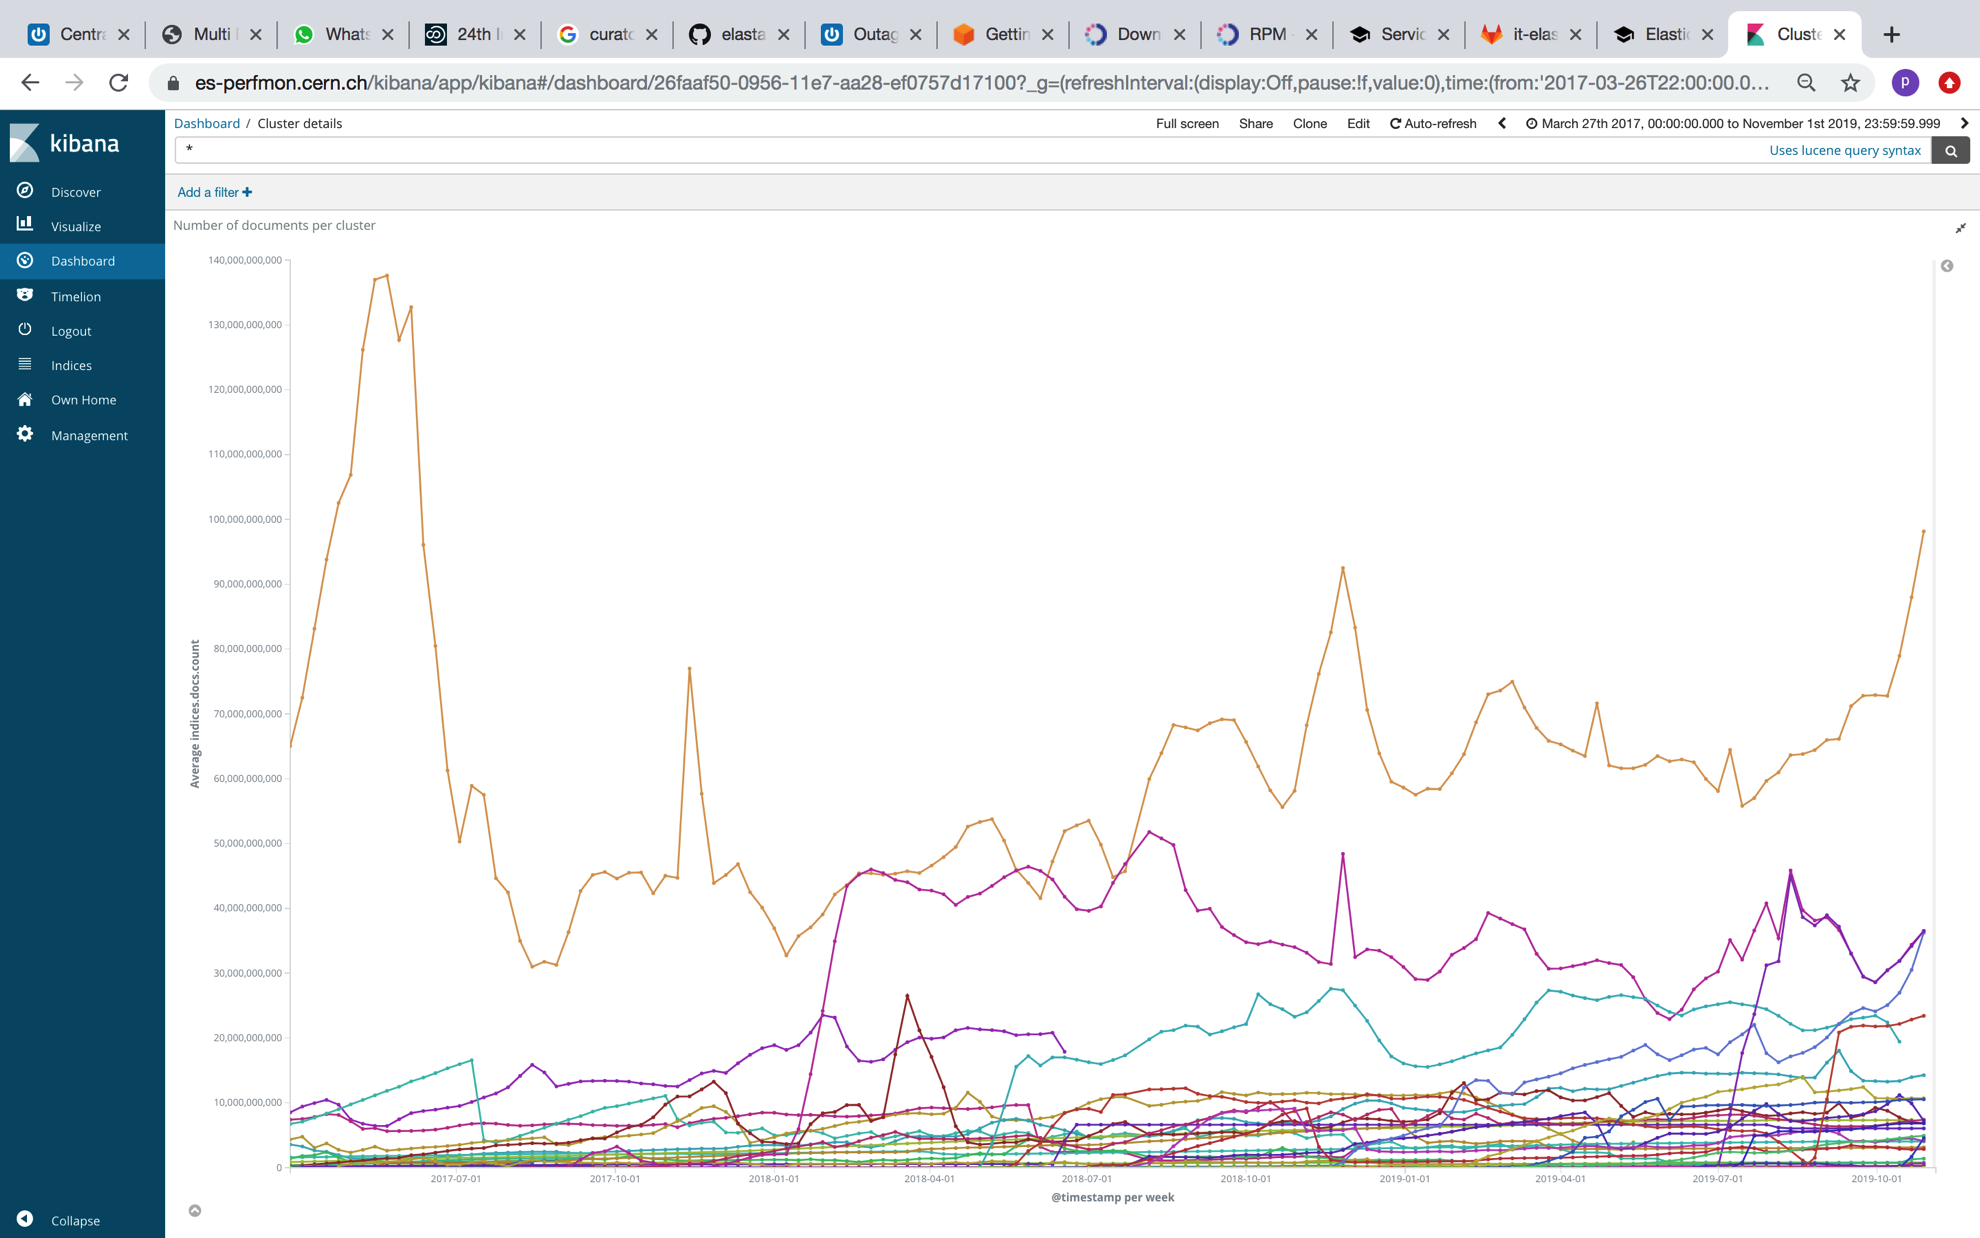 Centr
Multi
Whats
24th I
curato
elasta
Outag
Gettin
Down
RPM
Servic
it-elas
Elastic
Cluste
es-perfmon.cern.ch/kibana/app/kibana#/dashboard/26faaf50-0956-11e7-aa28-ef0757d17100?_g=(refreshInterval:(display:Off,pause:!f,value:0),time:(from:'2017-03-26T22:00:00.0...
p
kibana
Discover
Visualize
Dashboard
Timelion
Logout
Indices
Own Home
Management
Collapse
Dashboard / Cluster details
Full screen Share Clone Edit Auto-refresh March 27th 2017, 00:00:00.000 to November 1st 2019, 23:59:59.999
*
Uses lucene query syntax
Add a filter +
Number of documents per cluster
140,000,000,000
130,000,000,000
120,000,000,000
110,000,000,000
100,000,000,000
90,000,000,000
80,000,000,000
70,000,000,000
60,000,000,000
50,000,000,000
40,000,000,000
30,000,000,000
20,000,000,000
10,000,000,000
0
Average indices.docs.count
2017-07-01 2017-10-01 2018-01-01 2018-04-01 2018-07-01 2018-10-01 2019-01-01 2019-04-01 2019-07-01 2019-10-01
@timestamp per week